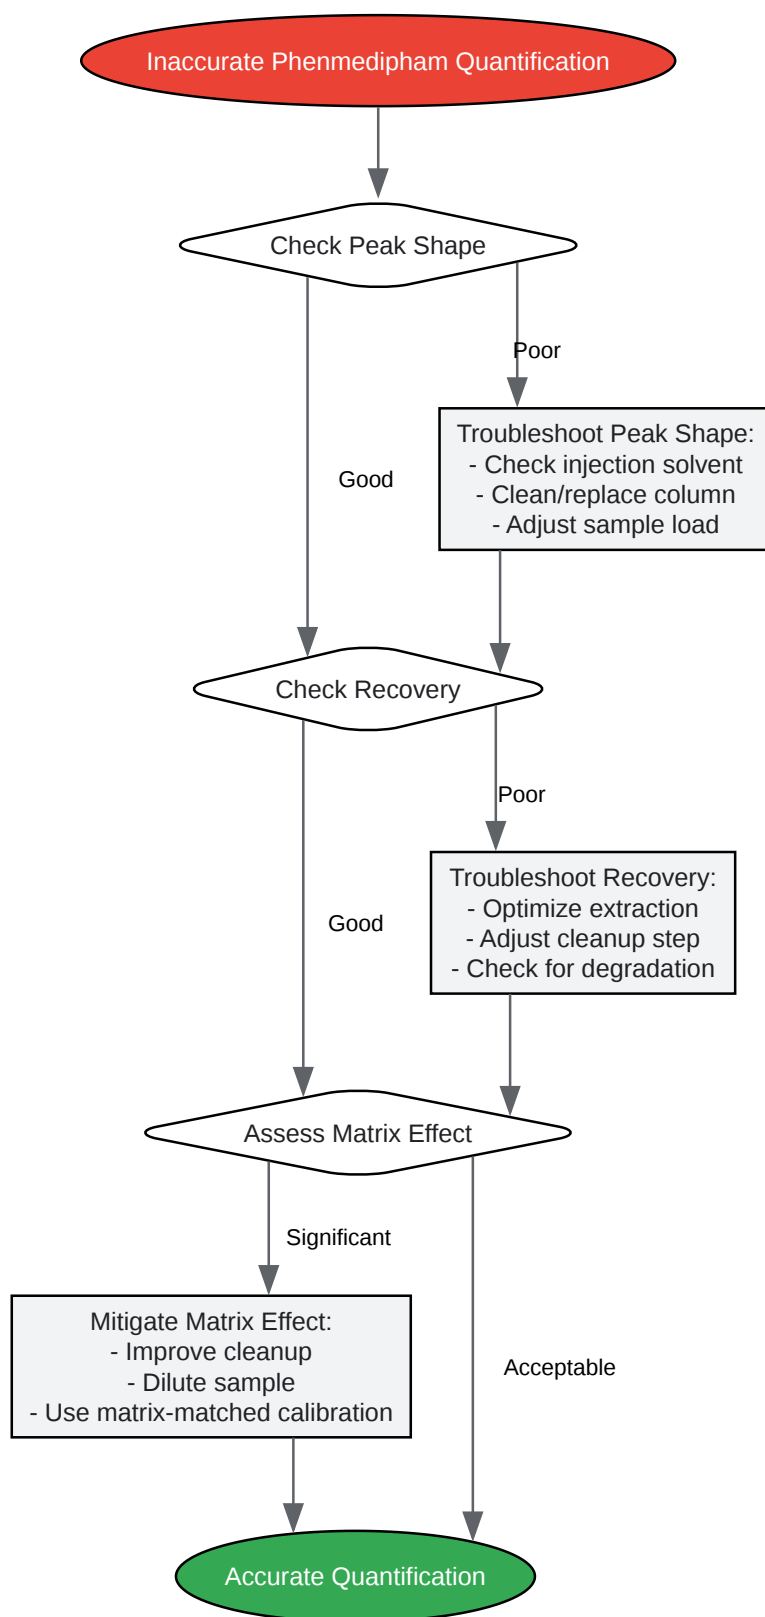 Inaccurate Phenmedipham Quantification
Check Peak Shape
Poor
Troubleshoot Peak Shape:
- Check injection solvent
- Clean/replace column
- Adjust sample load
Good
Check Recovery
Poor
Troubleshoot Recovery:
- Optimize extraction
- Adjust cleanup step
- Check for degradation
Good
Assess Matrix Effect
Significant
Mitigate Matrix Effect:
- Improve cleanup
- Dilute sample
- Use matrix-matched calibration
Acceptable
Accurate Quantification